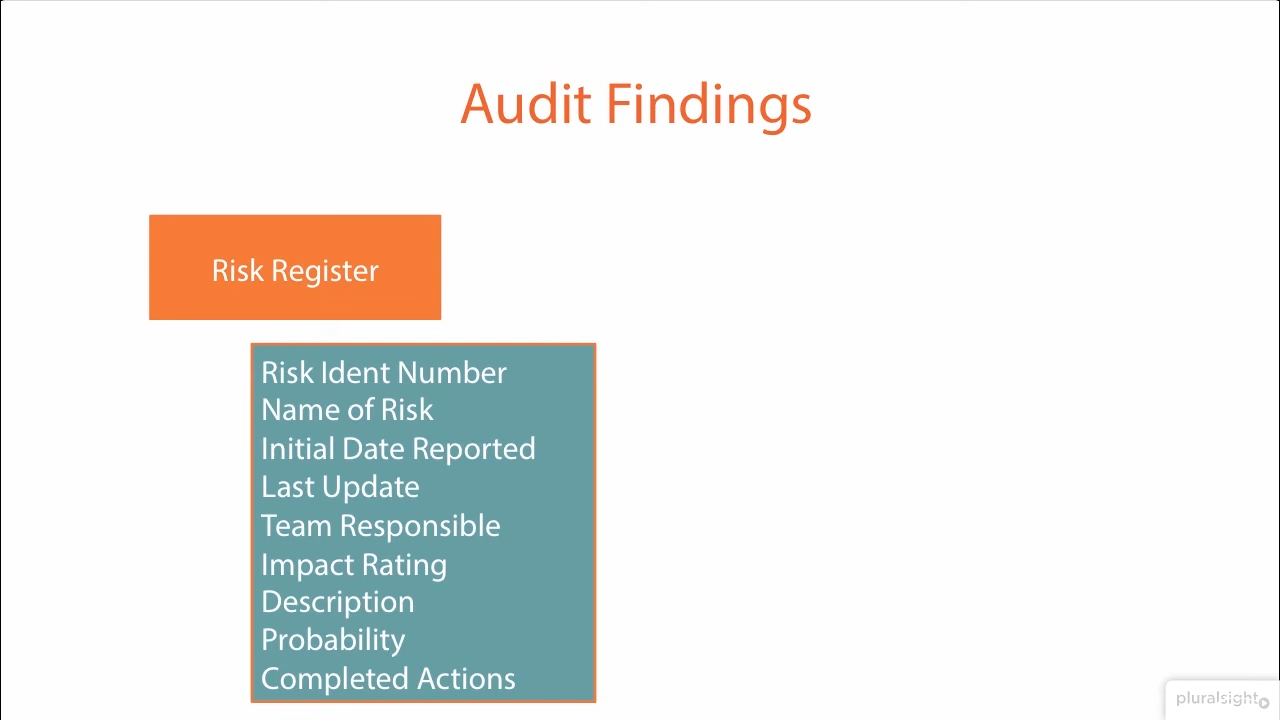 Audit Findings
Risk Register
Risk Ident Number
Name of Risk
Initial Date Reported
Last Update
Team Responsible
Impact Rating
Description
Probability
Completed Actions
pluralsight